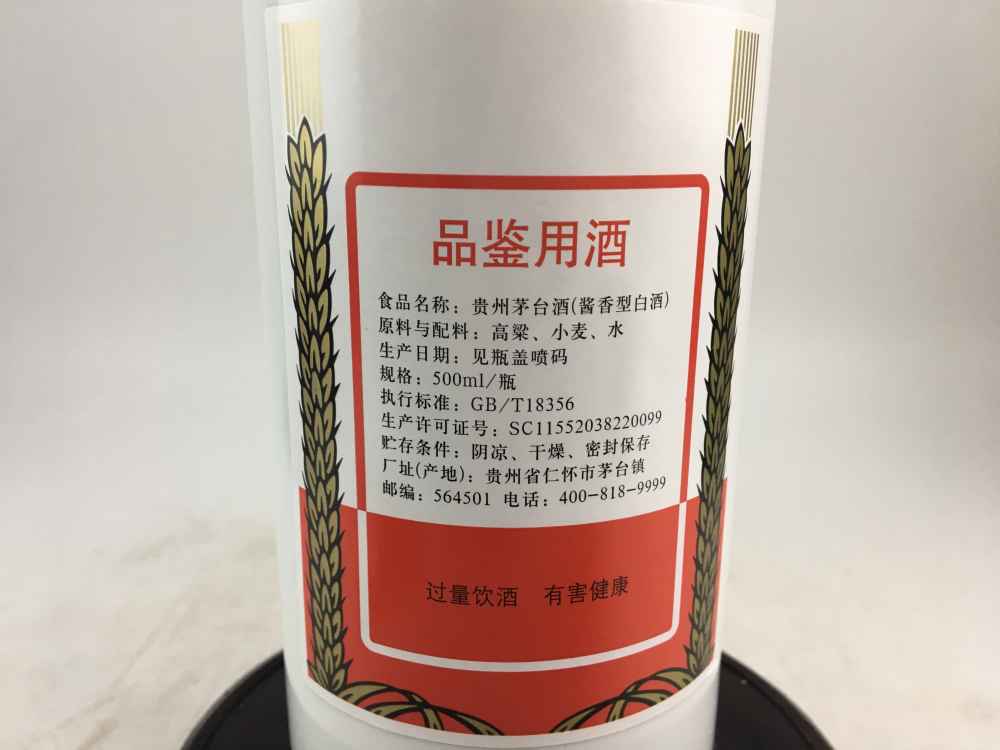 品鉴用酒
食品名称：贵州茅台酒(酱香型白酒)
原料与配料：高粱、小麦、水
生产日期：见瓶盖喷码
规格：500ml/瓶
执行标准：GB/T18356
生产许可证号：SC11552038220099
贮存条件：阴凉、干燥、密封保存
厂址(产地)：贵州省仁怀市茅台镇
邮编：564501 电话：400-818-9999
过量饮酒 有害健康